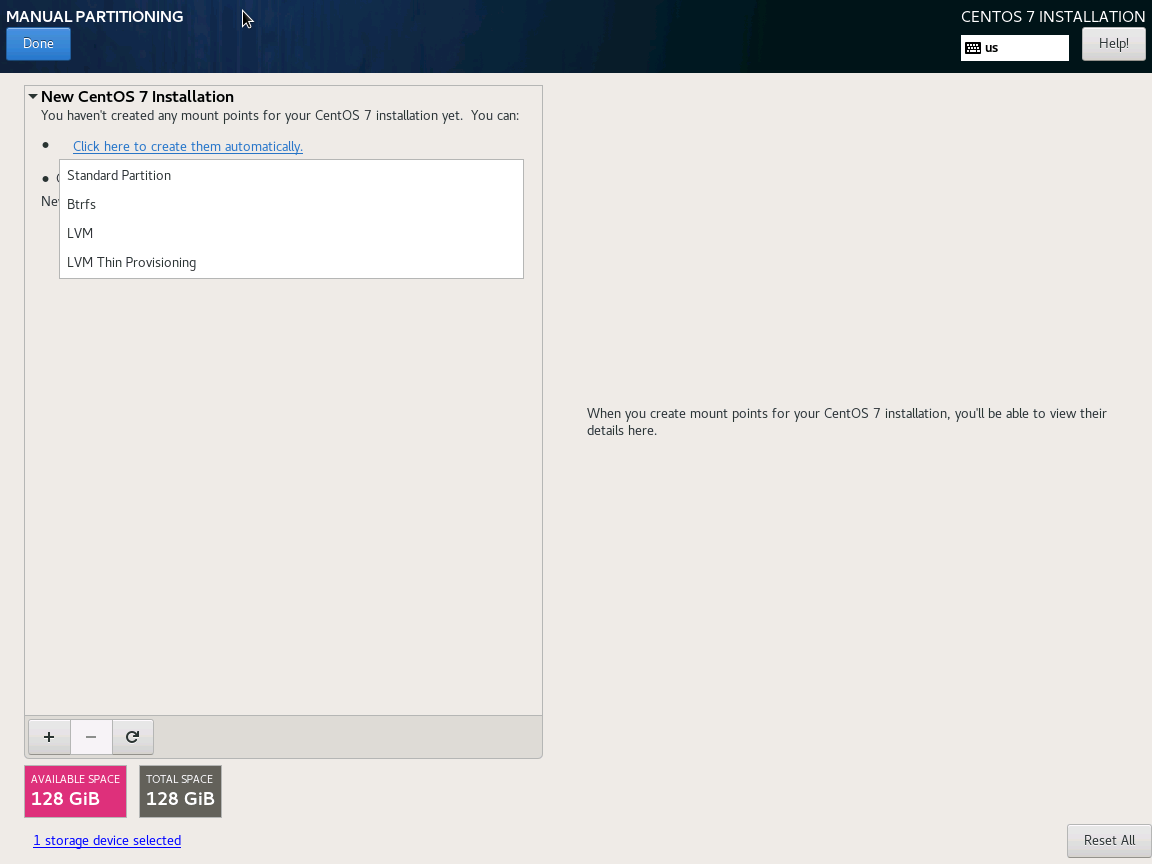 MANUAL PARTITIONING
CENTOS 7 INSTALLATION
Done
us
Help!
New CentOS 7 Installation
You haven't created any mount points for your CentOS 7 installation yet.  You can:
• Click here to create them automatically.
•
Standard Partition
Btrfs
LVM
LVM Thin Provisioning
When you create mount points for your CentOS 7 installation, you'll be able to view their
details here.
+ −
AVAILABLE SPACE
128 GiB
TOTAL SPACE
128 GiB
1 storage device selected
Reset All